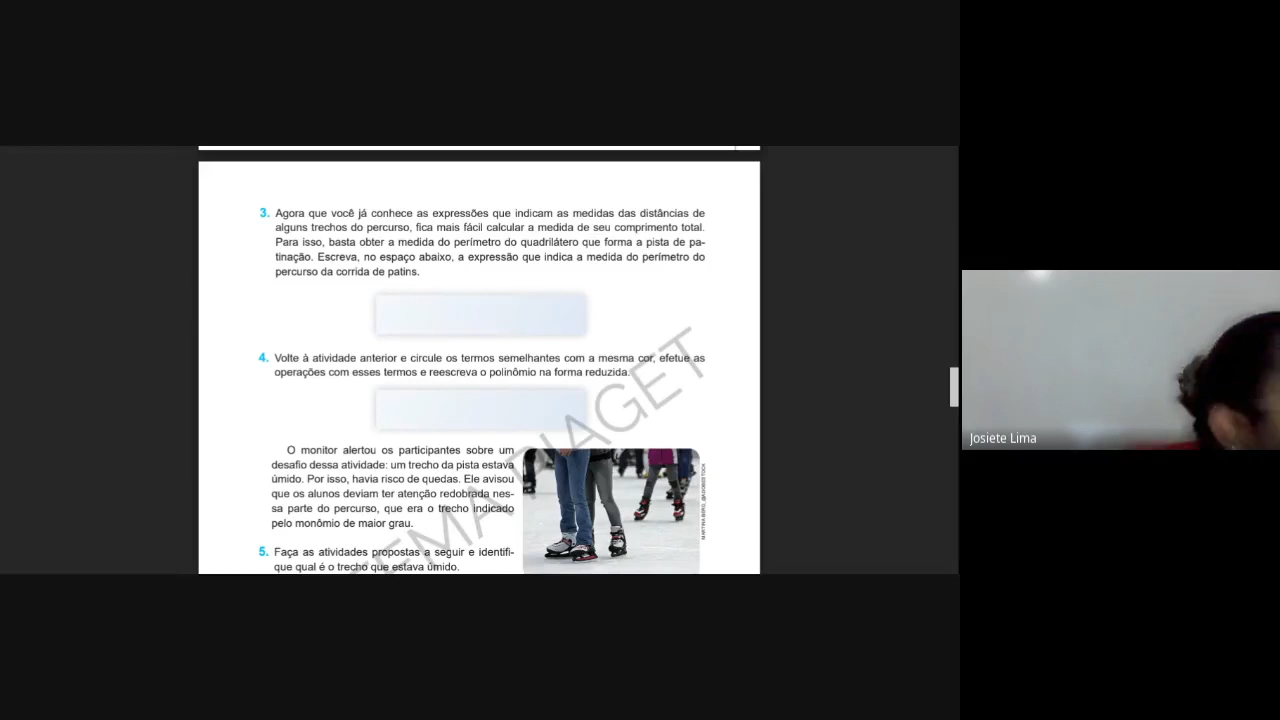 3. Agora que você já conhece as expressões que indicam as medidas das distâncias de
alguns trechos do percurso, fica mais fácil calcular a medida de seu comprimento total.
Para isso, basta obter a medida do perímetro do quadrilátero que forma a pista de pa-
tinação. Escreva, no espaço abaixo, a expressão que indica a medida do perímetro do
percurso da corrida de patins.
4. Volte à atividade anterior e circule os termos semelhantes com a mesma cor, efetue as
operações com esses termos e reescreva o polinômio na forma reduzida.
O monitor alertou os participantes sobre um
desafio dessa atividade: um trecho da pista estava
úmido. Por isso, havia risco de quedas. Ele avisou
que os alunos deviam ter atenção redobrada nes-
sa parte do percurso, que era o trecho indicado
pelo monômio de maior grau.
5. Faça as atividades propostas a seguir e identifi-
que qual é o trecho que estava úmido.
EMA PIAGET
Josiete Lima